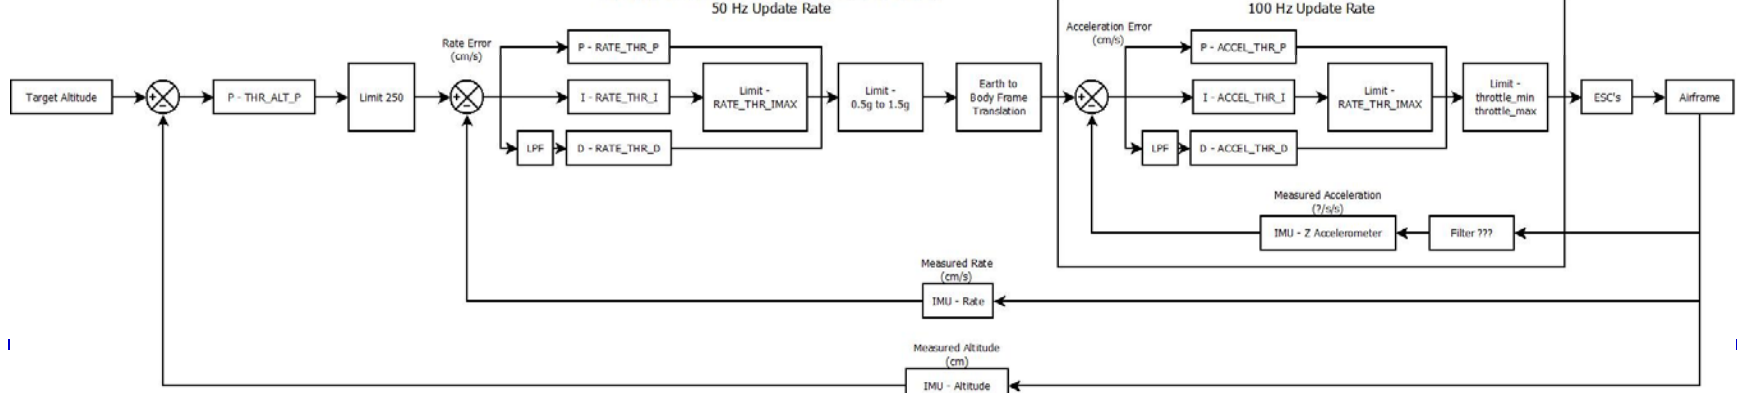 50 Hz Update Rate
100 Hz Update Rate
Target Altitude
+
-
P - THR_ALT_P
Limit 250
Rate Error
(cm/s)
+
-
P - RATE_THR_P
I - RATE_THR_I
LPF
D - RATE_THR_D
Limit -
RATE_THR_IMAX
Limit -
0.5g to 1.5g
Earth to
Body Frame
Translation
Acceleration Error
(cm/s)
+
-
P - ACCEL_THR_P
I - ACCEL_THR_I
LPF
D - ACCEL_THR_D
Limit -
RATE_THR_IMAX
Limit -
throttle_min
throttle_max
ESC's
Airframe
Measured Acceleration
(?/s/s)
IMU - Z Accelerometer
Filter ???
Measured Rate
(cm/s)
IMU - Rate
Measured Altitude
(cm)
IMU - Altitude